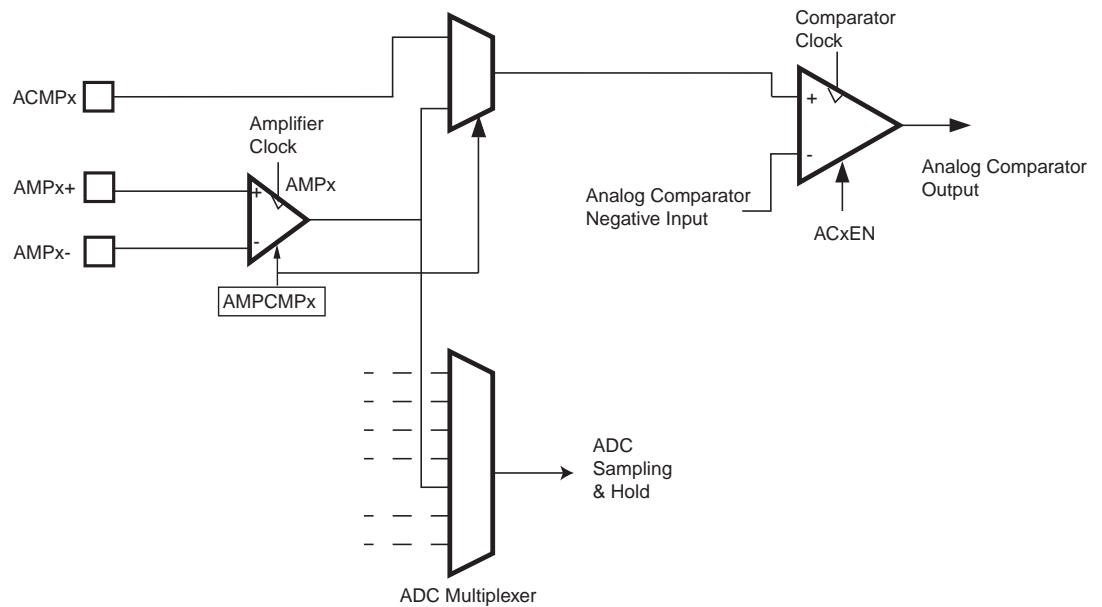 Comparator
Clock
ACMPx
+
Amplifier
Clock
-
Analog Comparator
Output
AMPx+
AMPx
+
Analog Comparator
Negative Input
ACxEN
AMPx-
-
AMPCMPx
ADC
Sampling
& Hold
ADC Multiplexer